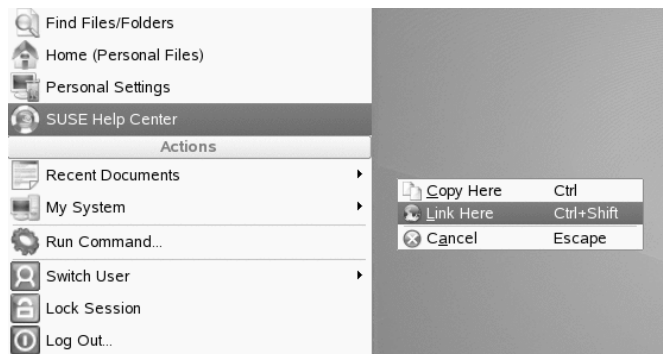 Find Files/Folders
Home (Personal Files)
Personal Settings
SUSE Help Center
Actions
Recent Documents
My System
Run Command...
Switch User
Lock Session
Log Out...
Copy Here Ctrl
Link Here Ctrl+Shift
Cancel Escape